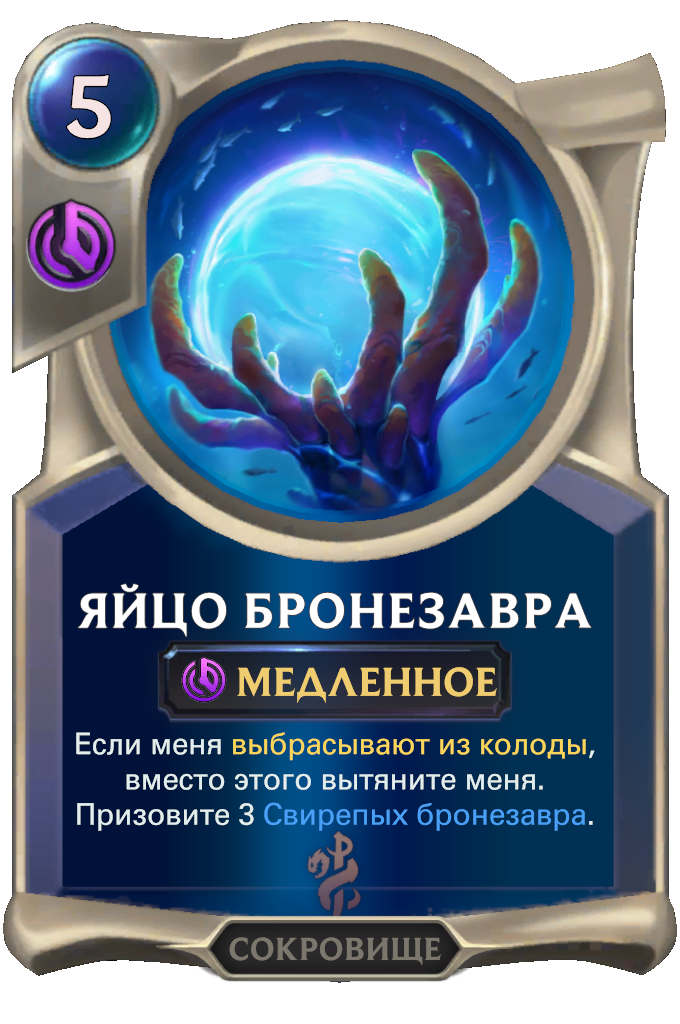 5
ЯЙЦО БРОНЕЗАВРА
МЕДЛЕННОЕ
Если меня выбрасывают из колоды,
вместо этого вытяните меня.
Призовите 3 Свирепых бронезавра.
СОКРОВИЩЕ